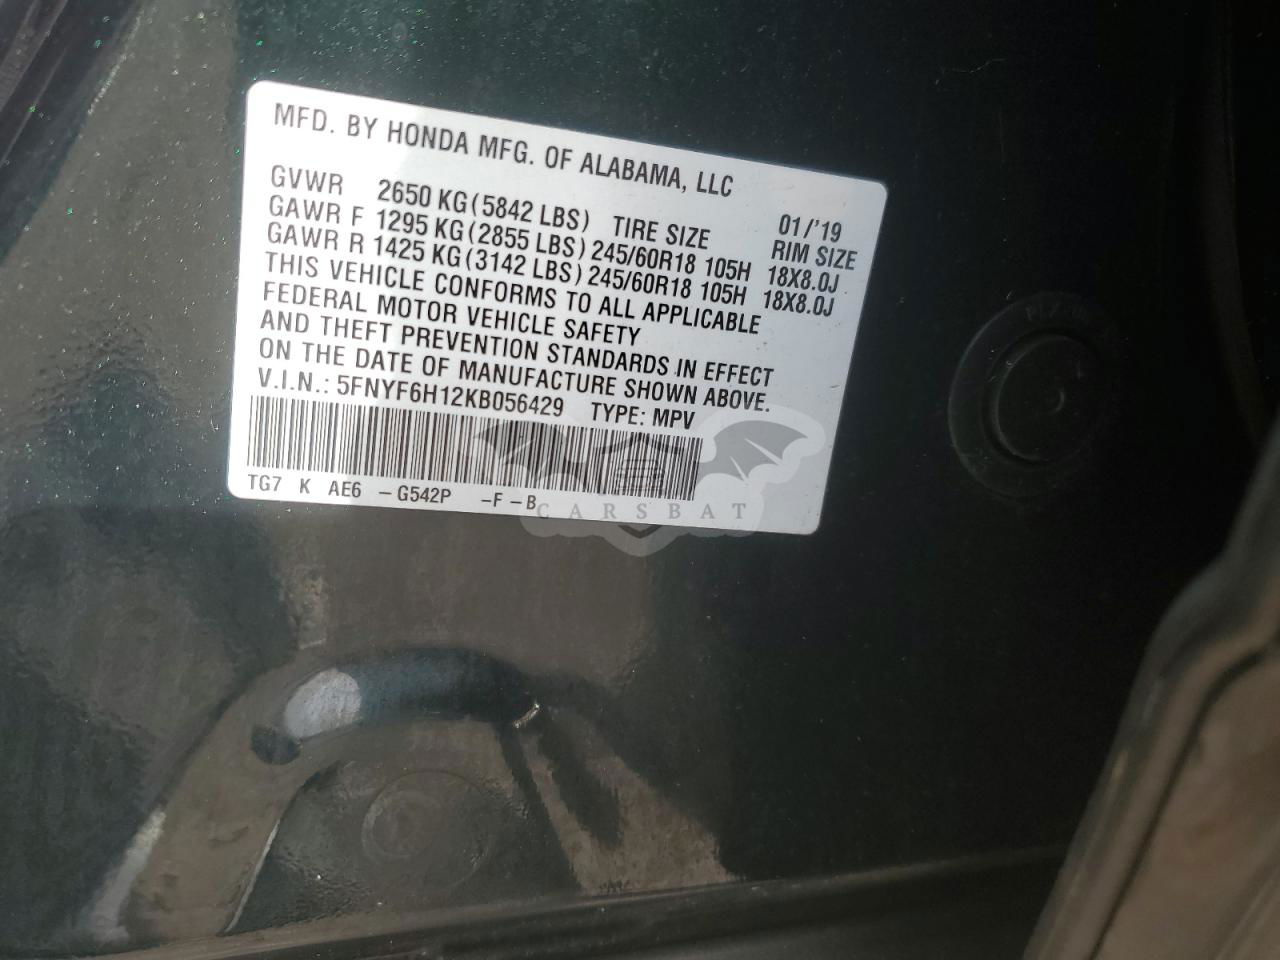 MFD. BY HONDA MFG. OF ALABAMA, LLC
01/'19
GVWR 2650 KG(5842 LBS) TIRE SIZE RIM SIZE
GAWR F 1295 KG(2855 LBS) 245/60R18 105H 18X8.0J
GAWR R 1425 KG(3142 LBS) 245/60R18 105H 18X8.0J
THIS VEHICLE CONFORMS TO ALL APPLICABLE
FEDERAL MOTOR VEHICLE SAFETY
AND THEFT PREVENTION STANDARDS IN EFFECT
ON THE DATE OF MANUFACTURE SHOWN ABOVE.
V.I.N.: 5FNYF6H12KB056429 TYPE: MPV
TG7 K AE6 -G542P -F-B
CARSBAT